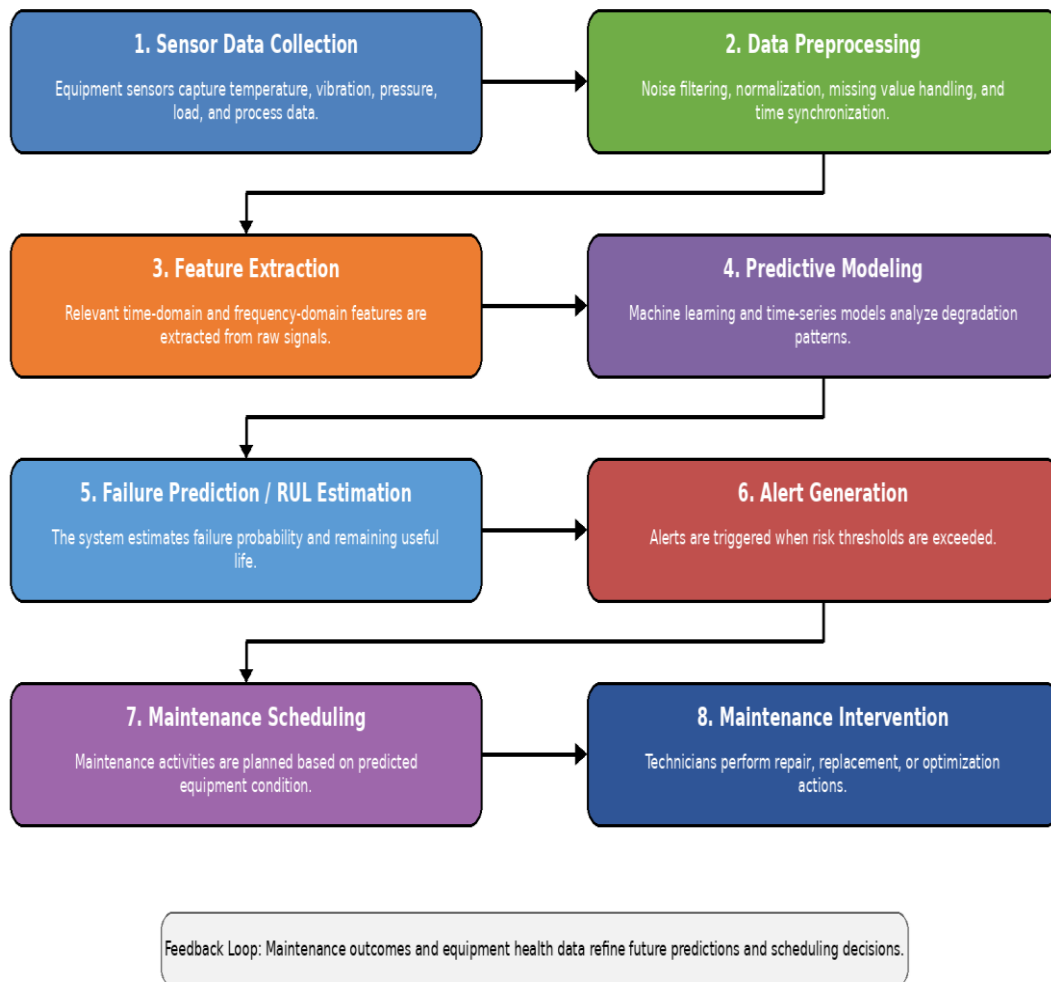 1. Sensor Data Collection
Equipment sensors capture temperature, vibration, pressure,
load, and process data.
2. Data Preprocessing
Noise filtering, normalization, missing value handling, and
time synchronization.
3. Feature Extraction
Relevant time-domain and frequency-domain features are
extracted from raw signals.
4. Predictive Modeling
Machine learning and time-series models analyze degradation
patterns.
5. Failure Prediction / RUL Estimation
The system estimates failure probability and remaining useful
life.
6. Alert Generation
Alerts are triggered when risk thresholds are exceeded.
7. Maintenance Scheduling
Maintenance activities are planned based on predicted
equipment condition.
8. Maintenance Intervention
Technicians perform repair, replacement, or optimization
actions.
Feedback Loop: Maintenance outcomes and equipment health data refine future predictions and scheduling decisions.